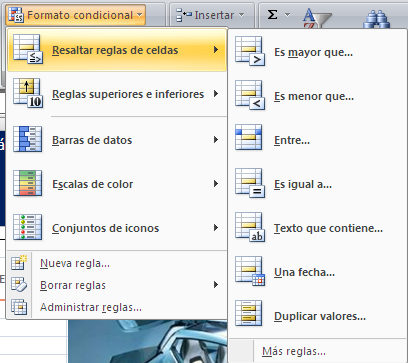 Formato condicional
Insertar
Σ
Resaltar reglas de celdas
Reglas superiores e inferiores
10
Barras de datos
Escalas de color
Conjuntos de iconos
Nueva regla...
Borrar reglas
Administrar reglas...
>
Es mayor que...
<
Es menor que...
Entre...
=
Es igual a...
ab
Texto que contiene...
Una fecha...
Duplicar valores...
Más reglas...